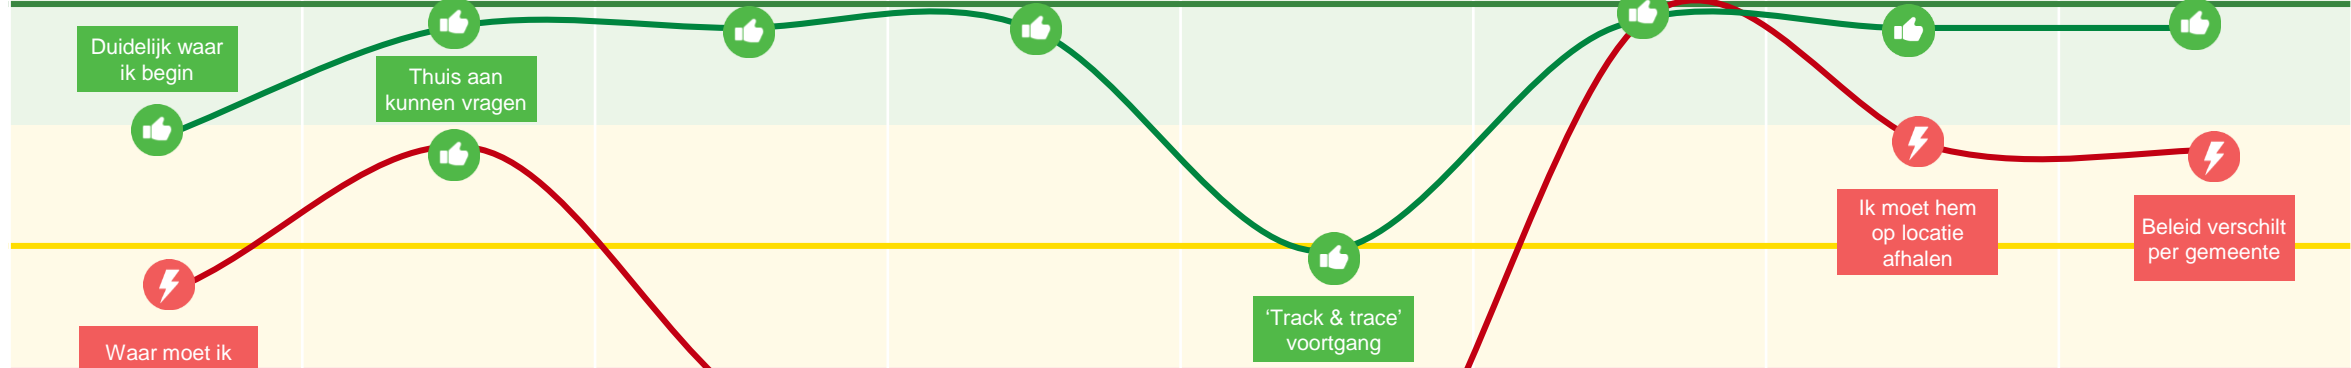 Duidelijk waar
ik begin
Thuis aan
kunnen vragen
Waar moet ik
‘Track & trace’
voortgang
Ik moet hem
op locatie
afhalen
Beleid verschilt
per gemeente